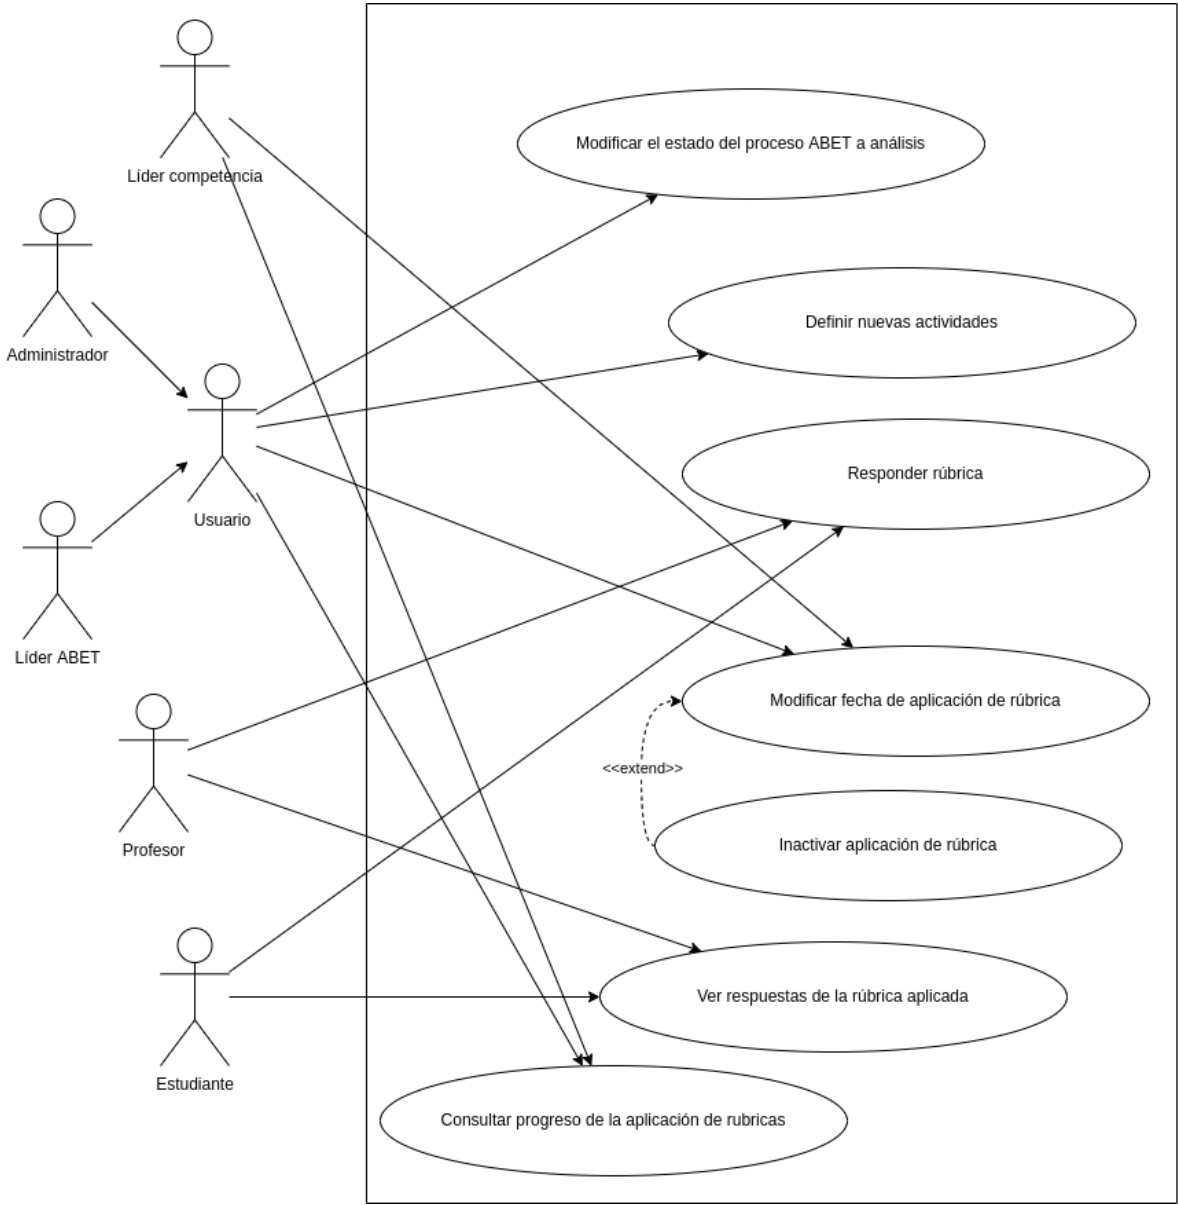 Modificar el estado del proceso ABET a análisis
Líder competencia
Definir nuevas actividades
Administrador
Responder rúbrica
Usuario
Líder ABET
Modificar fecha de aplicación de rúbrica
<<extend>>
Inactivar aplicación de rúbrica
Profesor
Ver respuestas de la rúbrica aplicada
Estudiante
Consultar progreso de la aplicación de rubricas